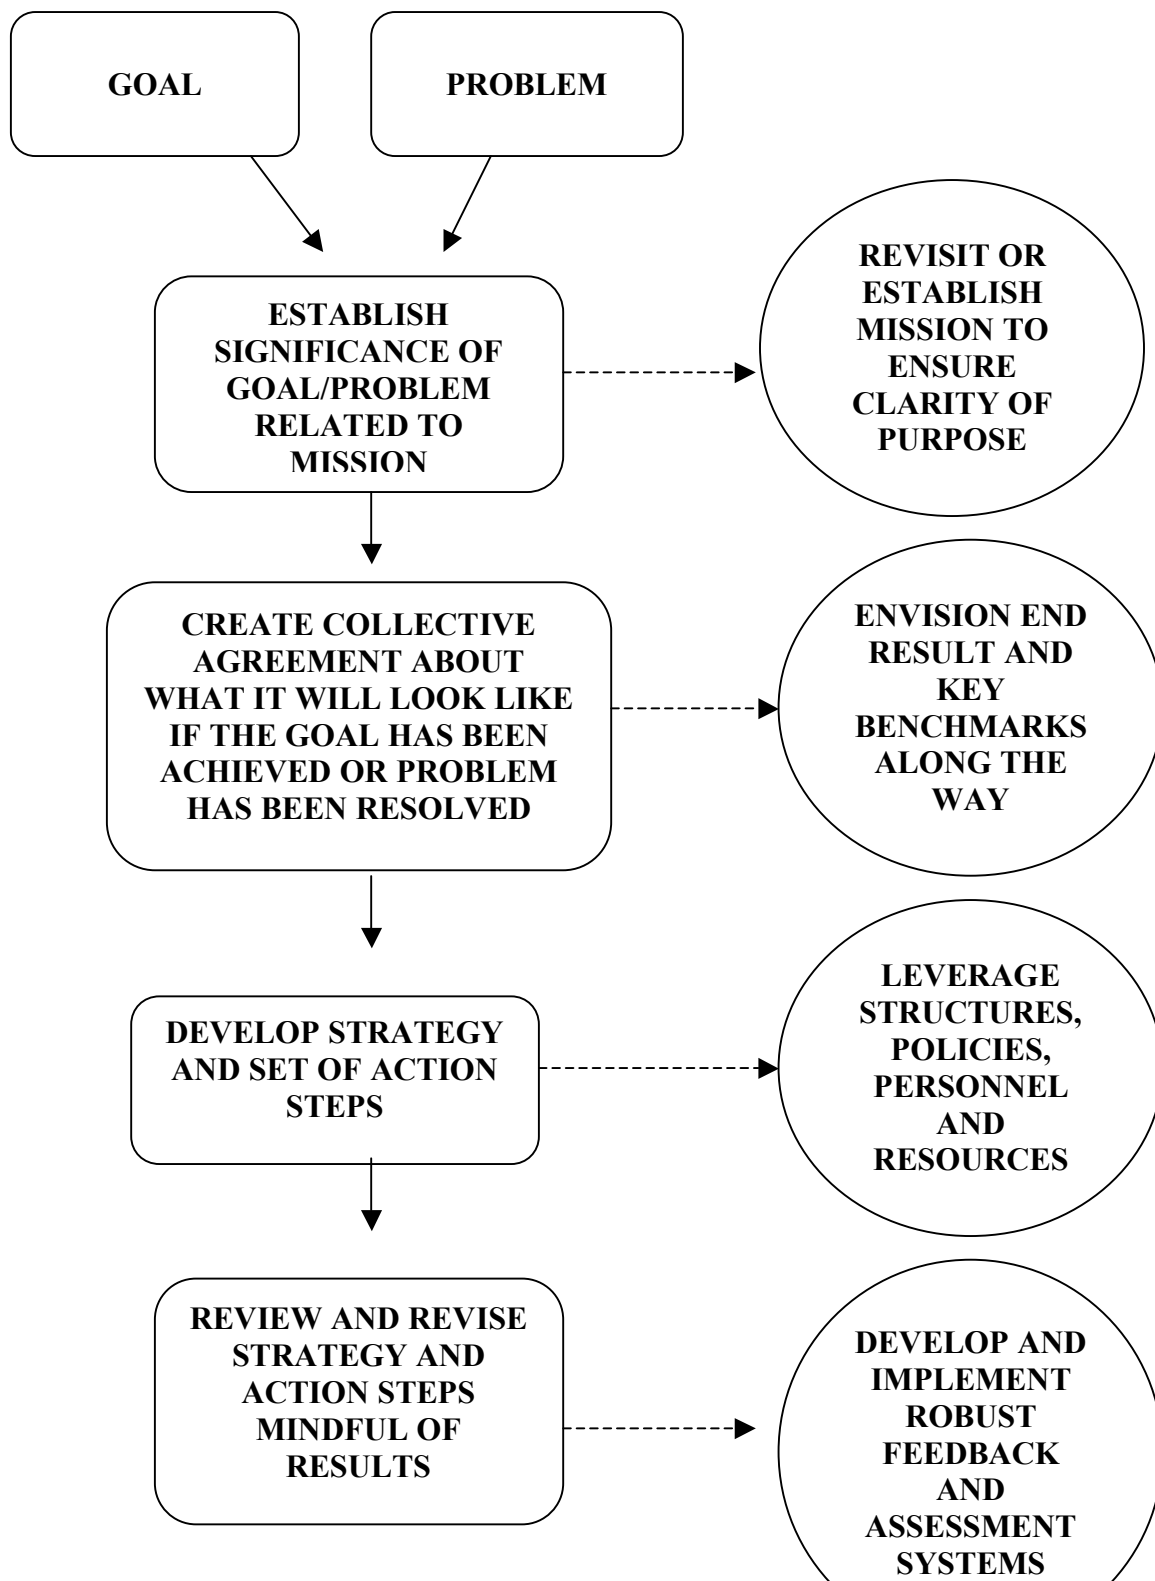 GOAL
PROBLEM
ESTABLISH
SIGNIFICANCE OF
GOAL/PROBLEM
RELATED TO
MISSION
REVISIT OR
ESTABLISH
MISSION TO
ENSURE
CLARITY OF
PURPOSE
CREATE COLLECTIVE
AGREEMENT ABOUT
WHAT IT WILL LOOK LIKE
IF THE GOAL HAS BEEN
ACHIEVED OR PROBLEM
HAS BEEN RESOLVED
ENVISION END
RESULT AND
KEY
BENCHMARKS
ALONG THE
WAY
DEVELOP STRATEGY
AND SET OF ACTION
STEPS
LEVERAGE
STRUCTURES,
POLICIES,
PERSONNEL
AND
RESOURCES
REVIEW AND REVISE
STRATEGY AND
ACTION STEPS
MINDFUL OF
RESULTS
DEVELOP AND
IMPLEMENT
ROBUST
FEEDBACK
AND
ASSESSMENT
SYSTEMS